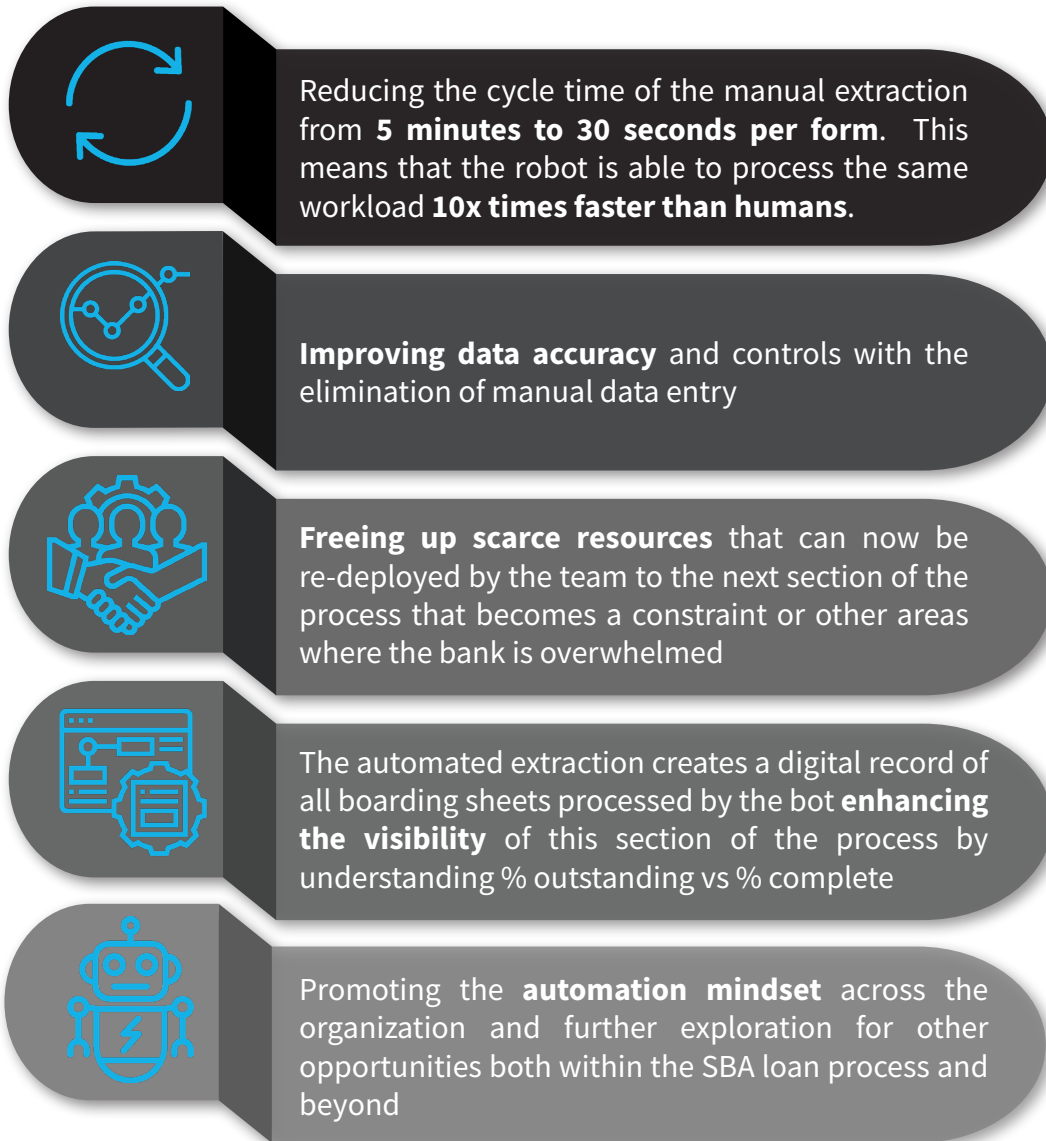 Reducing the cycle time of the manual extraction
from 5 minutes to 30 seconds per form. This
means that the robot is able to process the same
workload 10x times faster than humans.
Improving data accuracy and controls with the
elimination of manual data entry
Freeing up scarce resources that can now be
re-deployed by the team to the next section of the
process that becomes a constraint or other areas
where the bank is overwhelmed
The automated extraction creates a digital record of
all boarding sheets processed by the bot enhancing
the visibility of this section of the process by
understanding % outstanding vs % complete
Promoting the automation mindset across the
organization and further exploration for other
opportunities both within the SBA loan process and
beyond